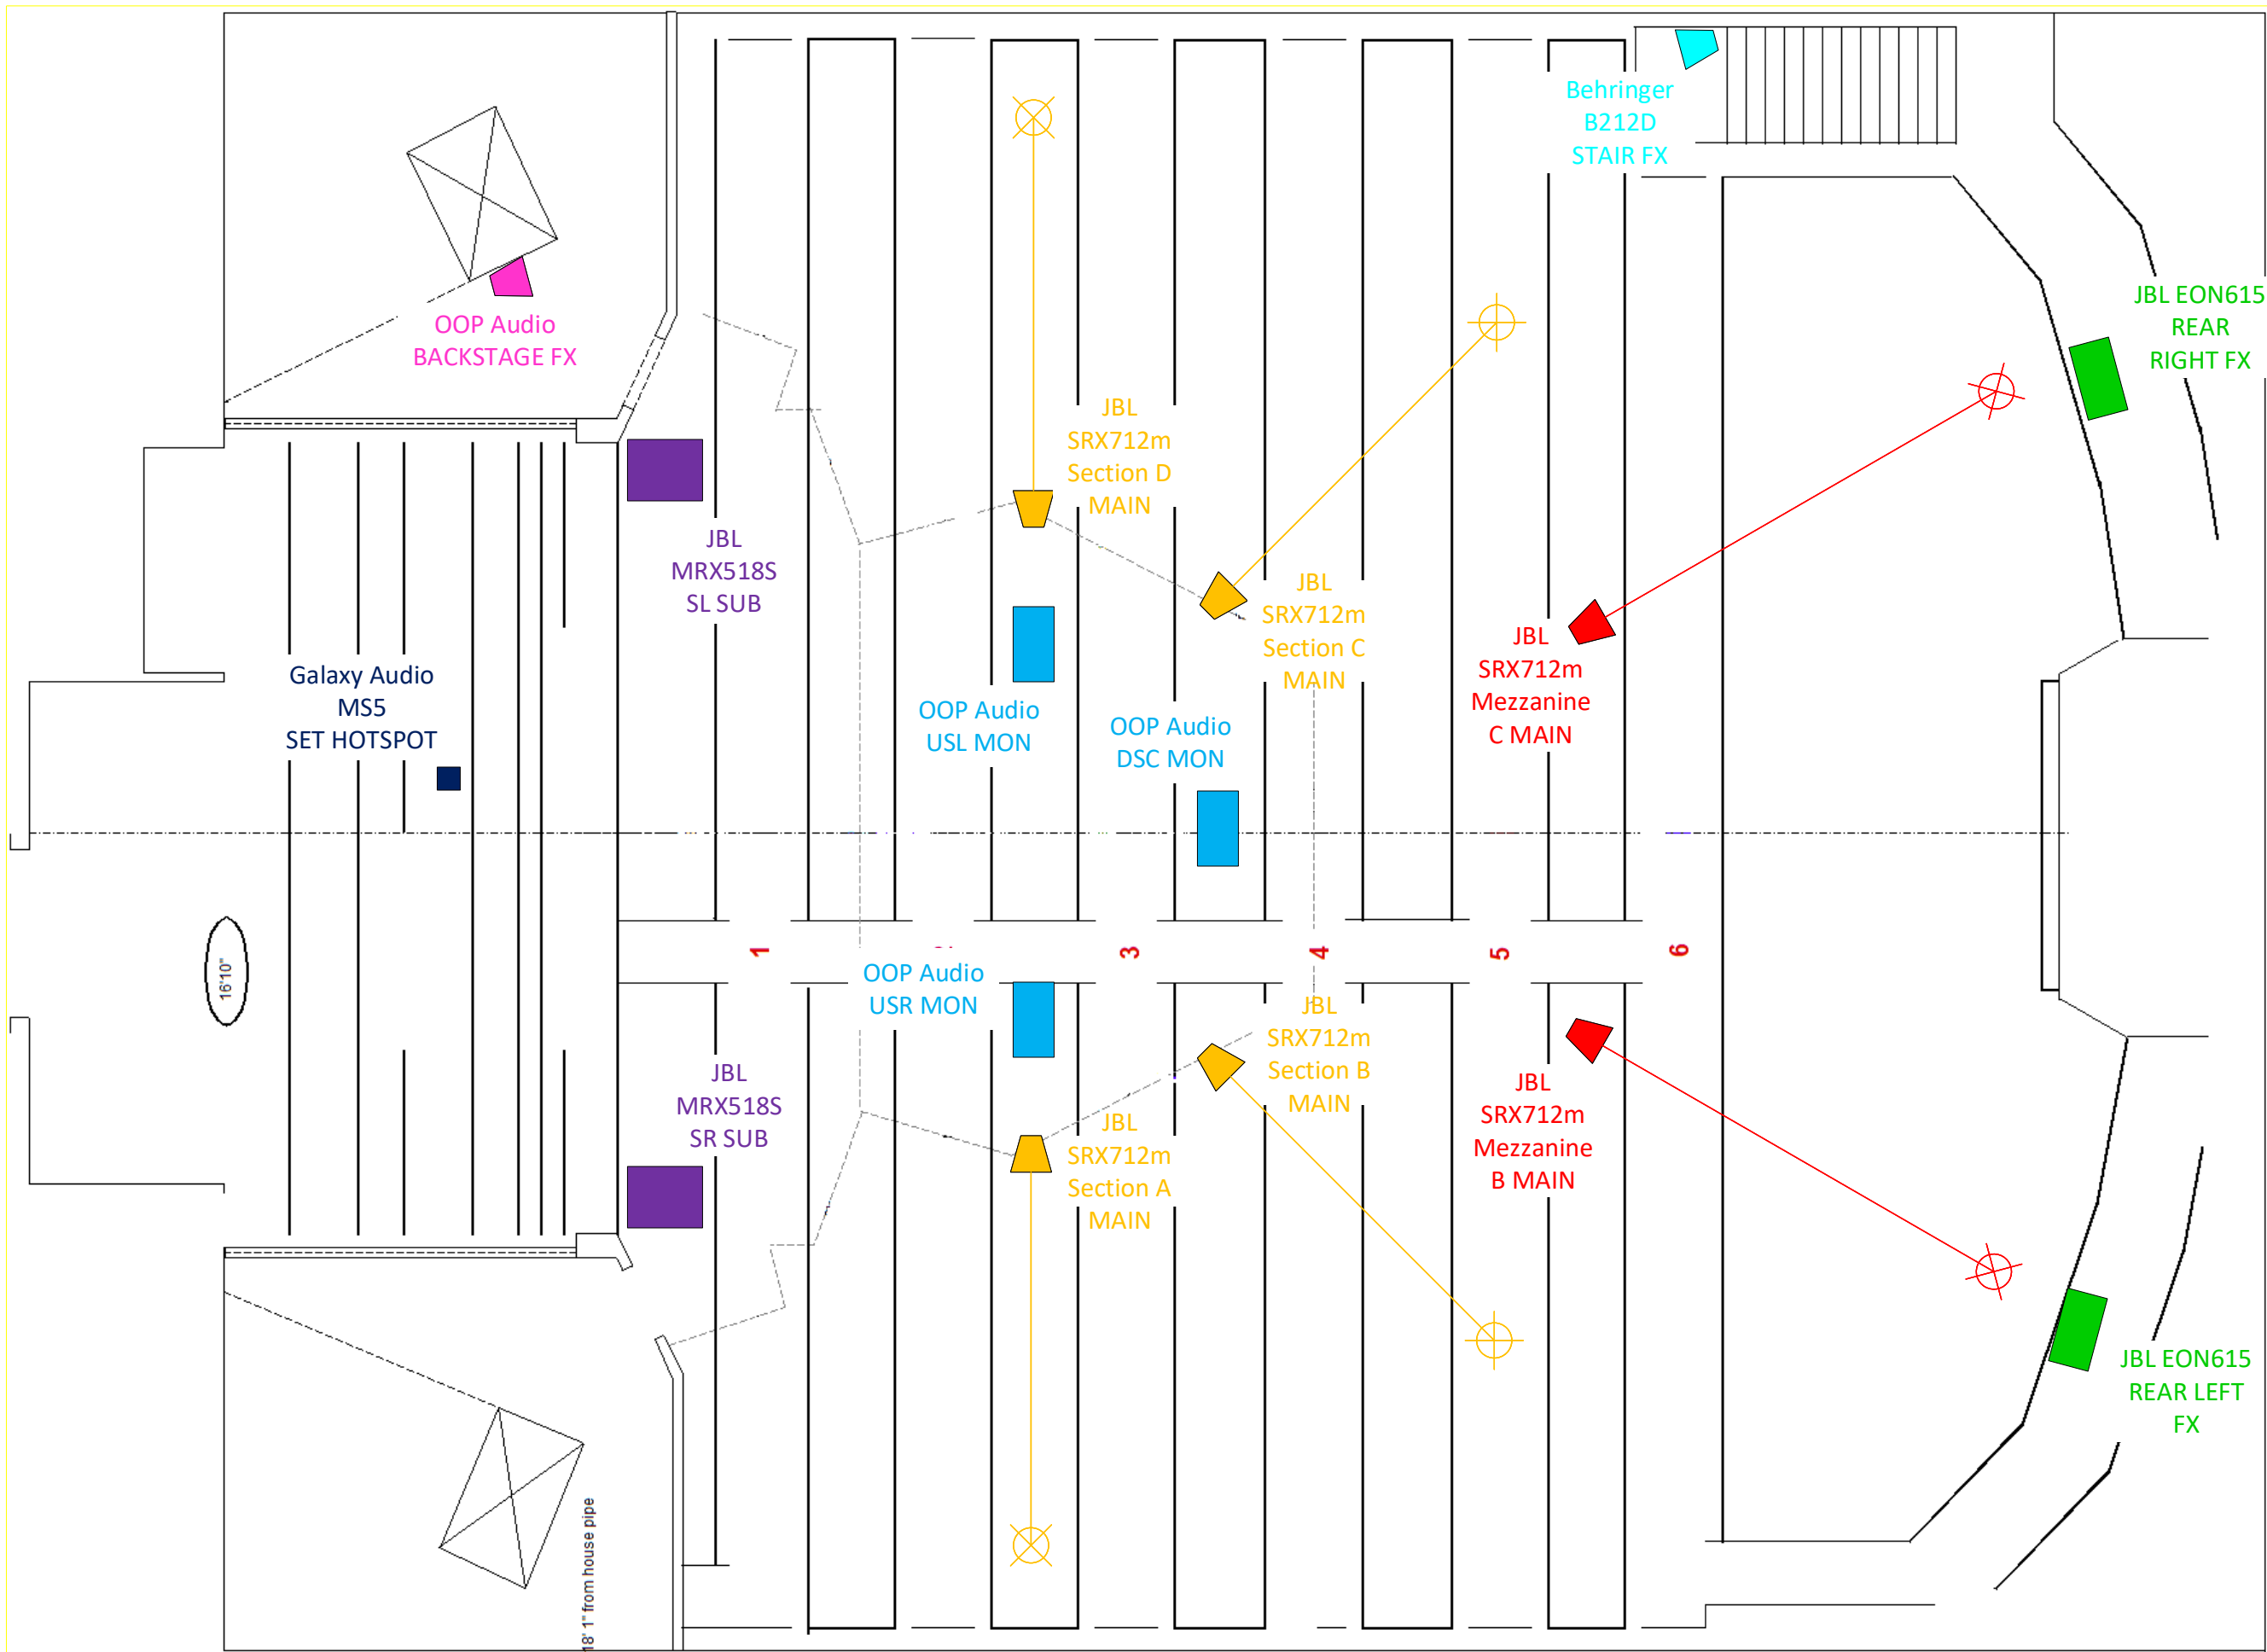 Behringer
B212D
STAIR FX
JBL EON615
REAR
RIGHT FX
OOP Audio
BACKSTAGE FX
JBL
SRX712m
Section D
MAIN
JBL
MRX518S
SL SUB
JBL
SRX712m
Section C
MAIN
JBL
SRX712m
Mezzanine
C MAIN
Galaxy Audio
MS5
SET HOTSPOT
OOP Audio
USL MON
OOP Audio
DSC MON
1
3
4
5
6
16'10"
OOP Audio
USR MON
JBL
SRX712m
Section B
MAIN
JBL
MRX518S
SR SUB
JBL
SRX712m
Section A
MAIN
JBL
SRX712m
Mezzanine
B MAIN
JBL EON615
REAR LEFT
FX
18' 1" from house pipe